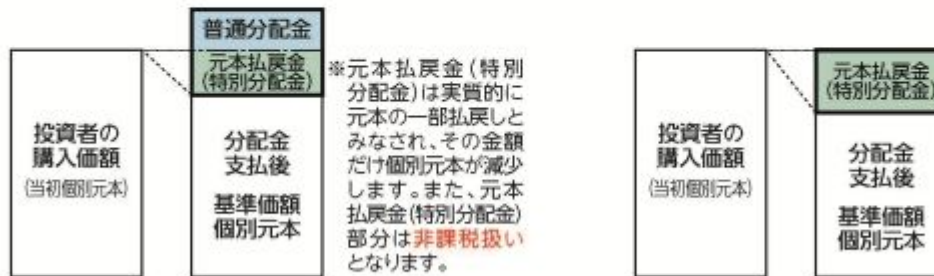 投資者の
購入価額
(当初個別元本)
普通分配金
元本払戻金
(特別分配金)
分配金
支払後
基準価額
個別元本
※元本払戻金(特別
分配金)は実質的に
元本の一部払戻しと
みなされ、その金額
だけ個別元本が減少
します。また、元本
払戻金(特別分配金)
部分は非課税扱い
となります。
投資者の
購入価額
(当初個別元本)
元本払戻金
(特別分配金)
分配金
支払後
基準価額
個別元本